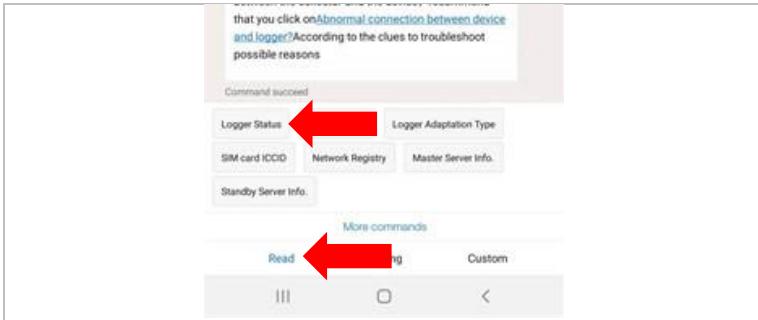 that you click onAbnormal connection between device
and logger?According to the clues to troubleshoot
possible reasons
Command succeed
Logger Status Logger Adaptation Type
SIM card ICCID Network Registry Master Server Info.
Standby Server Info.
More commands
Read Custom